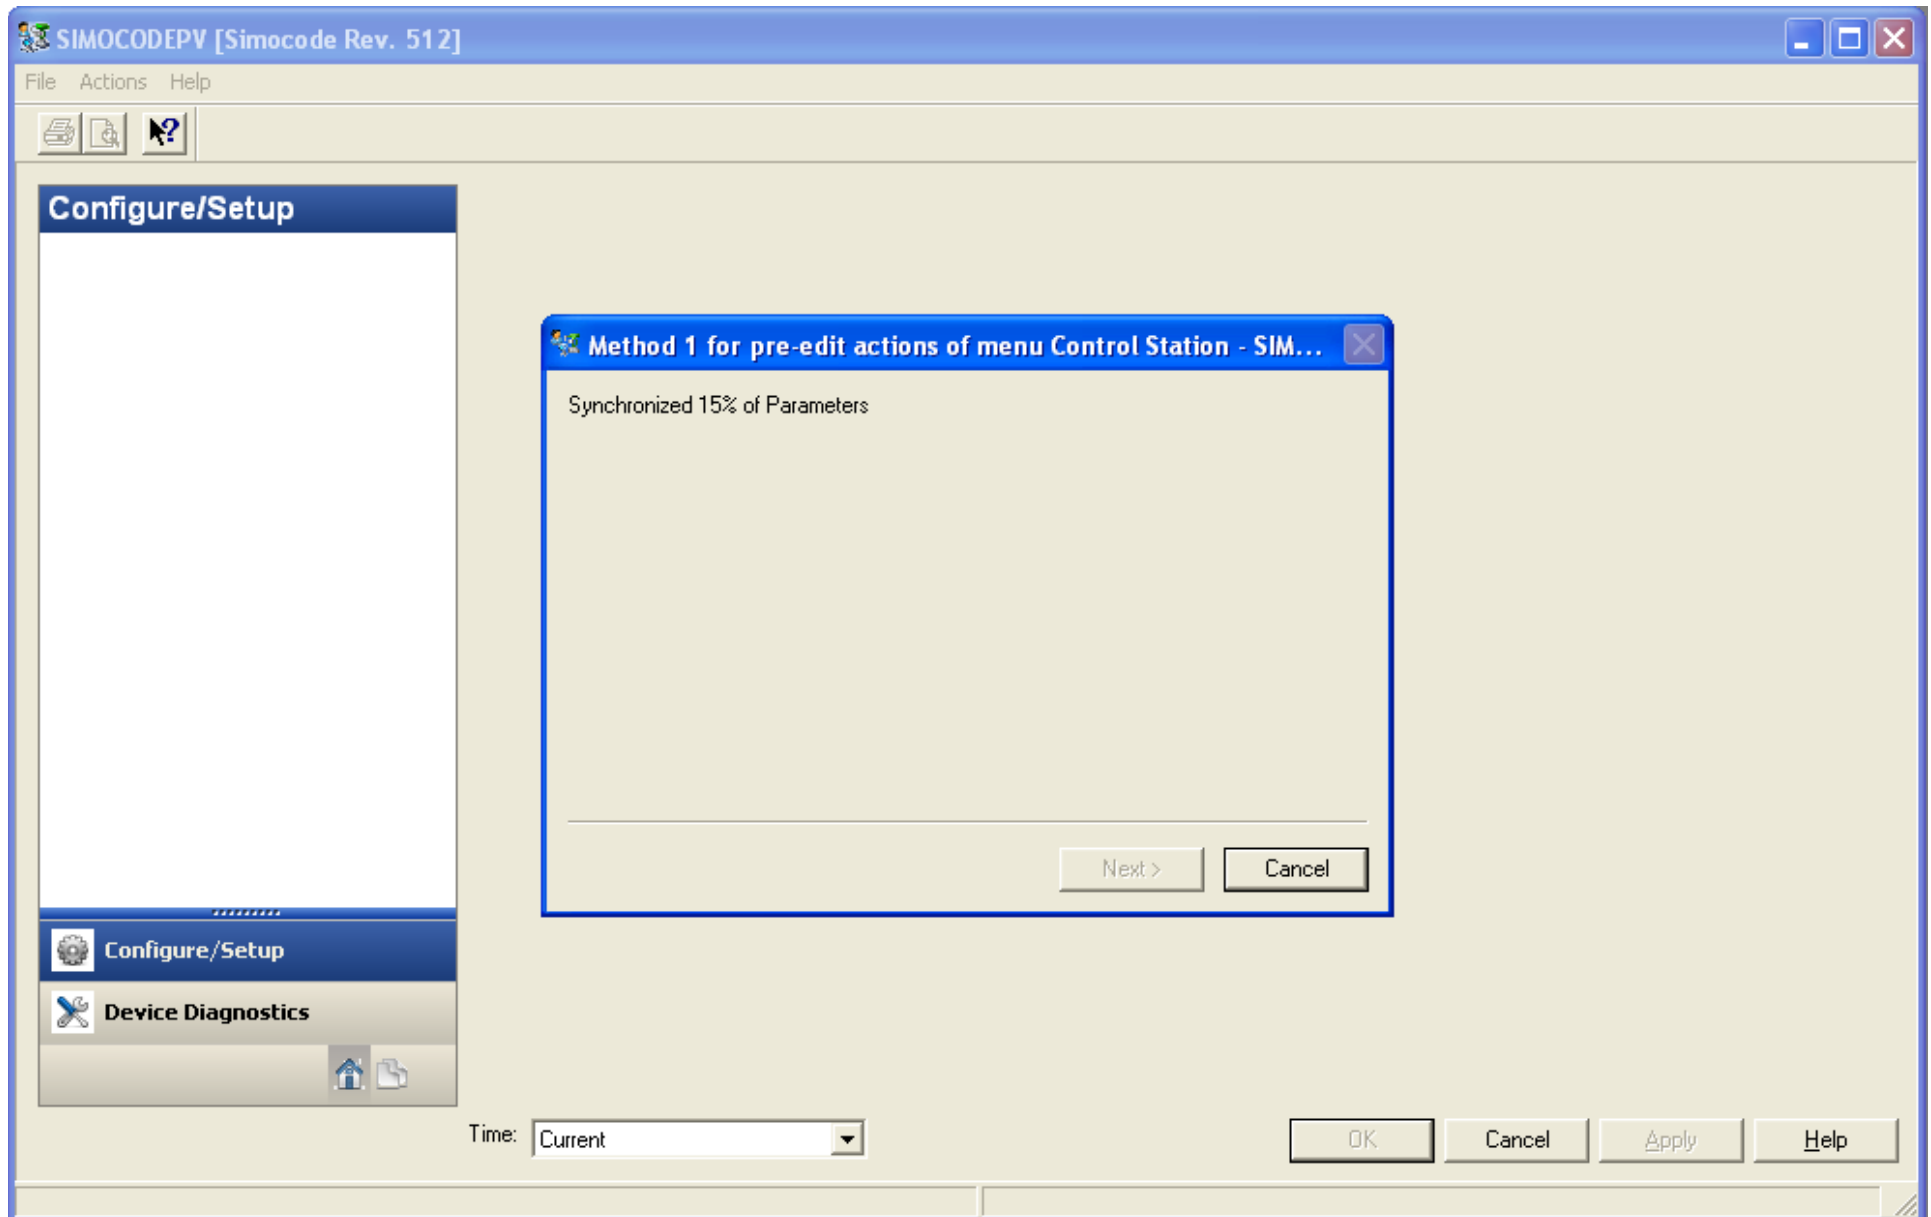 SIMOCODEPV [Simocode Rev. 512]
File Actions Help
Configure/Setup
Method 1 for pre-edit actions of menu Control Station - SIM...
Synchronized 15% of Parameters
Next >
Cancel
Configure/Setup
Device Diagnostics
Time: Current
OK
Cancel
Apply
Help